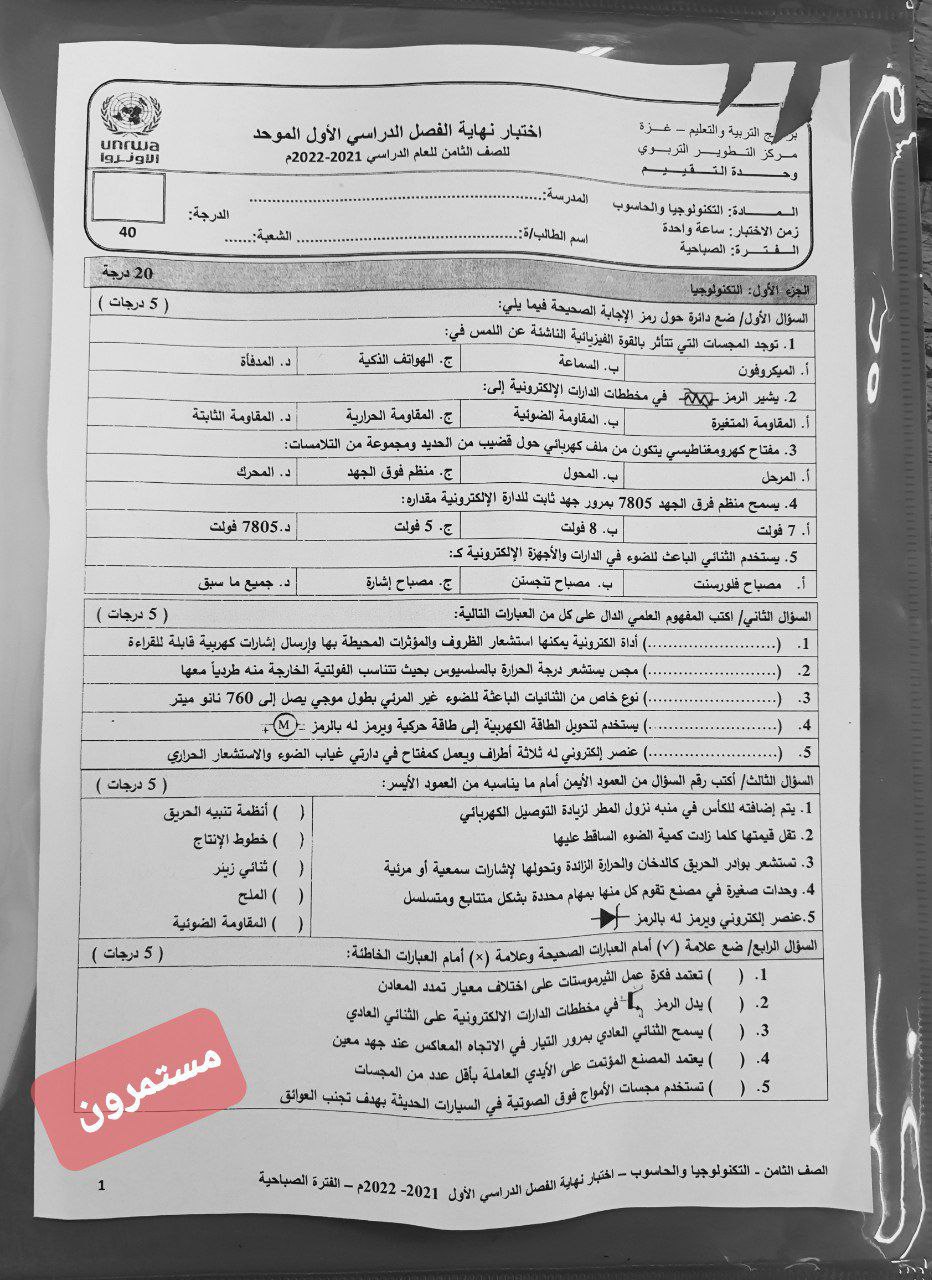 برنامج التربية والتعليم – غزة
مركز التطوير التربوي
وحدة التقييم
اختبار نهاية الفصل الدراسي الأول الموحد
للصف الثامن للعام الدراسي 2021-2022م
unrwa
الأونروا
المادة: التكنولوجيا والحاسوب
زمن الاختبار: ساعة واحدة
الفترة: الصباحية
المدرسة:........................................................
اسم الطالب/ة:........................................... الشعبة:......
الدرجة:
40
الجزء الأول: التكنولوجيا 20 درجة
السؤال الأول/ ضع دائرة حول رمز الإجابة الصحيحة فيما يلي: ( 5 درجات )
1. توجد المجسات التي تتأثر بالقوة الفيزيائية الناشئة عن اللمس في:
أ. الميكروفون ب. السماعة ج. الهواتف الذكية د. المدفأة
2. يشير الرمز في مخططات الدارات الإلكترونية إلى:
أ. المقاومة المتغيرة ب. المقاومة الضوئية ج. المقاومة الحرارية د. المقاومة الثابتة
3. مفتاح كهرومغناطيسي يتكون من ملف كهربائي حول قضيب من الحديد ومجموعة من التلامسات:
أ. المرحل ب. المحول ج. منظم فوق الجهد د. المحرك
4. يسمح منظم فرق الجهد 7805 بمرور جهد ثابت للدارة الإلكترونية مقداره:
أ. 7 فولت ب. 8 فولت ج. 5 فولت د.7805 فولت
5. يستخدم الثنائي الباعث للضوء في الدارات والأجهزة الإلكترونية كـ:
أ. مصباح فلورسنت ب. مصباح تنجستن ج. مصباح إشارة د. جميع ما سبق
السؤال الثاني/ اكتب المفهوم العلمي الدال على كل من العبارات التالية: ( 5 درجات )
1. (........................) أداة الكترونية يمكنها استشعار الظروف والمؤثرات المحيطة بها وإرسال إشارات كهربية قابلة للقراءة
2. (........................) مجس يستشعر درجة الحرارة بالسلسيوس بحيث تتناسب الفولتية الخارجة منه طردياً معها
3. (........................) نوع خاص من الثنائيات الباعثة للضوء غير المرئي بطول موجي يصل إلى 760 نانو ميتر
4. (........................) يستخدم لتحويل الطاقة الكهربية إلى طاقة حركية ويرمز له بالرمز M
5. (........................) عنصر إلكتروني له ثلاثة أطراف ويعمل كمفتاح في دارتي غياب الضوء والاستشعار الحراري
السؤال الثالث/ أكتب رقم السؤال من العمود الأيمن أمام ما يناسبه من العمود الأيسر: ( 5 درجات )
1. يتم إضافته للكأس في منبه نزول المطر لزيادة التوصيل الكهربائي ( ) أنظمة تنبيه الحريق
2. تقل قيمتها كلما زادت كمية الضوء الساقط عليها ( ) خطوط الإنتاج
3. تستشعر بوادر الحريق كالدخان والحرارة الزائدة وتحولها لإشارات سمعية أو مرئية ( ) ثنائي زينر
4. وحدات صغيرة في مصنع تقوم كل منها بمهام محددة بشكل متتابع ومتسلسل ( ) الملح
5.عنصر إلكتروني ويرمز له بالرمز ( ) المقاومة الضوئية
السؤال الرابع/ ضع علامة (✓) أمام العبارات الصحيحة وعلامة (×) أمام العبارات الخاطئة: ( 5 درجات )
1. ( ) تعتمد فكرة عمل الثيرموستات على اختلاف معيار تمدد المعادن
2. ( ) يدل الرمز في مخططات الدارات الالكترونية على الثنائي العادي
3. ( ) يسمح الثنائي العادي بمرور التيار في الاتجاه المعاكس عند جهد معين
4. ( ) يعتمد المصنع المؤتمت على الأيدي العاملة بأقل عدد من المجسات
5. ( ) تستخدم مجسات الأمواج فوق الصوتية في السيارات الحديثة بهدف تجنب العوائق
مستمرون
الصف الثامن - التكنولوجيا والحاسوب – اختبار نهاية الفصل الدراسي الأول 2021- 2022م – الفترة الصباحية
1